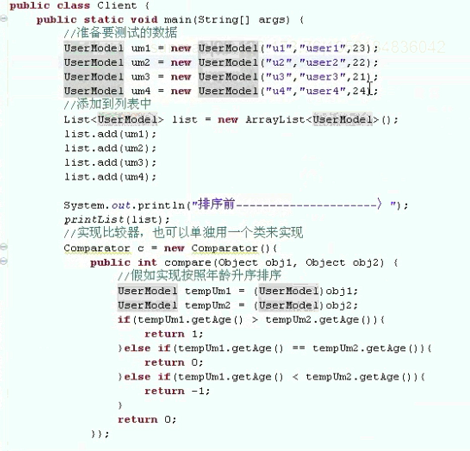 public class Client {
public static void main(String[] args) {
//准备要测试的数据
UserModel um1 = new UserModel("u1","user1",23);
UserModel um2 = new UserModel("u2","user2",22);
UserModel um3 = new UserModel("u3","user3",21);
UserModel um4 = new UserModel("u4","user4",24);
//添加到列表中
List<UserModel> list = new ArrayList<UserModel>();
list.add(um1);
list.add(um2);
list.add(um3);
list.add(um4);
System.out.println("排序前---------------------〉");
printList(list);
//实现比较器，也可以单独用一个类来实现
Comparator c = new Comparator(){
public int compare(Object obj1, Object obj2) {
//假如实现按照年龄升序排序
UserModel tempUm1 = (UserModel)obj1;
UserModel tempUm2 = (UserModel)obj2;
if(tempUm1.getAge() > tempUm2.getAge()){
return 1;
}else if(tempUm1.getAge() == tempUm2.getAge()){
return 0;
}else if(tempUm1.getAge() < tempUm2.getAge()){
return -1;
}
return 0;
}};